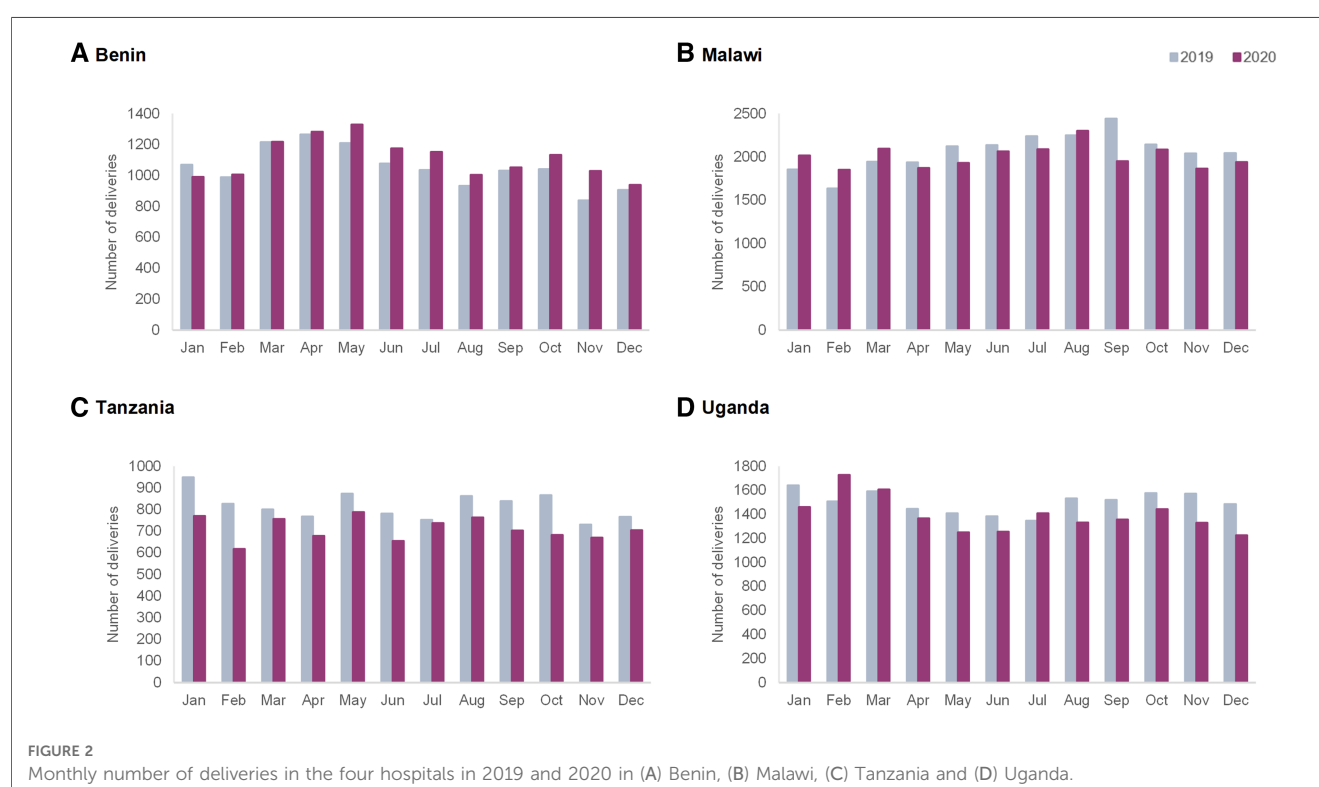 A Benin
Number of deliveries
1400
1200
1000
800
600
400
200
0
Jan Feb Mar Apr May Jun Jul Aug Sep Oct Nov Dec
B Malawi
2019 2020
Number of deliveries
2500
2000
1500
1000
500
0
Jan Feb Mar Apr May Jun Jul Aug Sep Oct Nov Dec
C Tanzania
Number of deliveries
1000
900
800
700
600
500
400
300
200
100
0
Jan Feb Mar Apr May Jun Jul Aug Sep Oct Nov Dec
D Uganda
Number of deliveries
1800
1600
1400
1200
1000
800
600
400
200
0
Jan Feb Mar Apr May Jun Jul Aug Sep Oct Nov Dec
FIGURE 2
Monthly number of deliveries in the four hospitals in 2019 and 2020 in (A) Benin, (B) Malawi, (C) Tanzania and (D) Uganda.